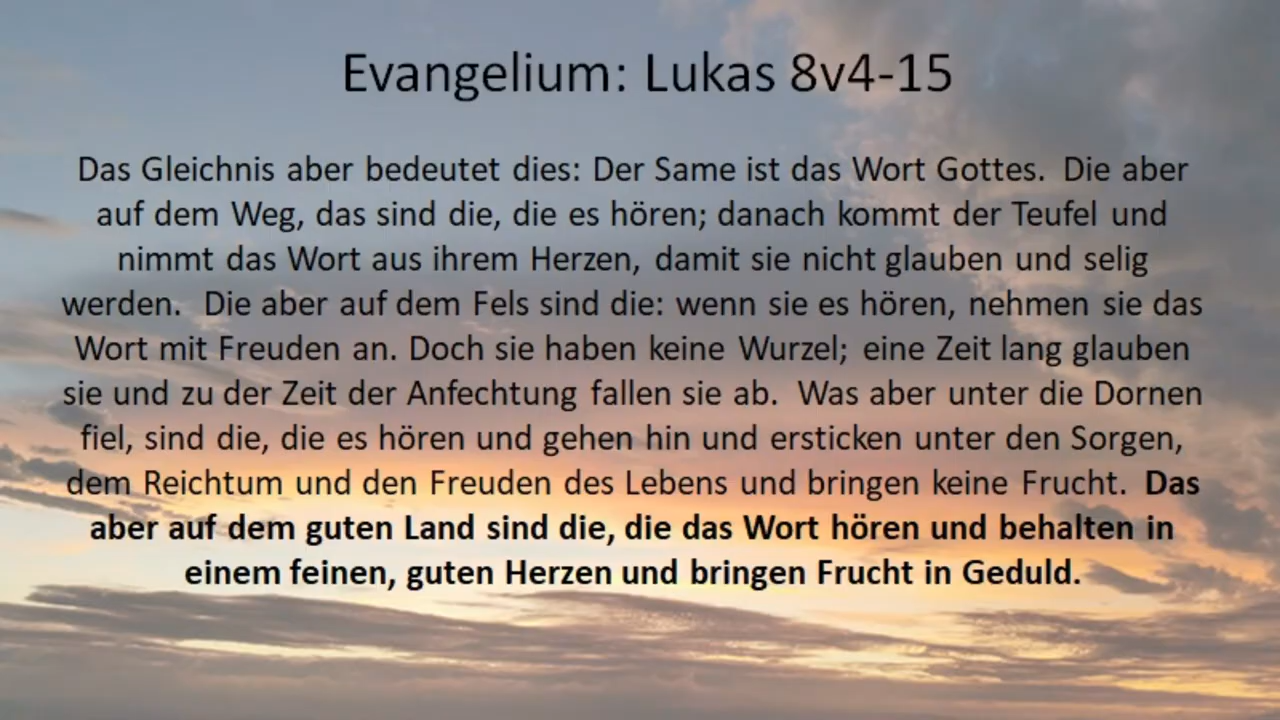 Evangelium: Lukas 8v4-15
Das Gleichnis aber bedeutet dies: Der Same ist das Wort Gottes. Die aber
auf dem Weg, das sind die, die es hören; danach kommt der Teufel und
nimmt das Wort aus ihrem Herzen, damit sie nicht glauben und selig
werden. Die aber auf dem Fels sind die: wenn sie es hören, nehmen sie das
Wort mit Freuden an. Doch sie haben keine Wurzel; eine Zeit lang glauben
sie und zu der Zeit der Anfechtung fallen sie ab. Was aber unter die Dornen
fiel, sind die, die es hören und gehen hin und ersticken unter den Sorgen,
dem Reichtum und den Freuden des Lebens und bringen keine Frucht. Das
aber auf dem guten Land sind die, die das Wort hören und behalten in
einem feinen, guten Herzen und bringen Frucht in Geduld.